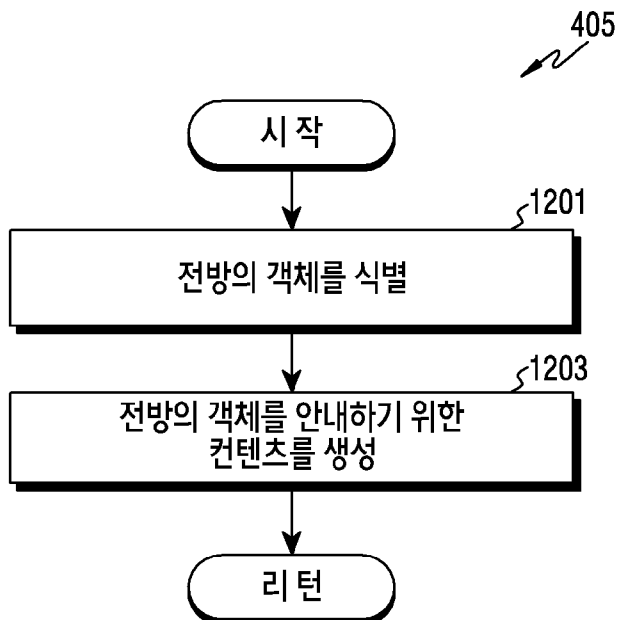 405
시작
1201
전방의 객체를 식별
1203
전방의 객체를 안내하기 위한
컨텐츠를 생성
리턴